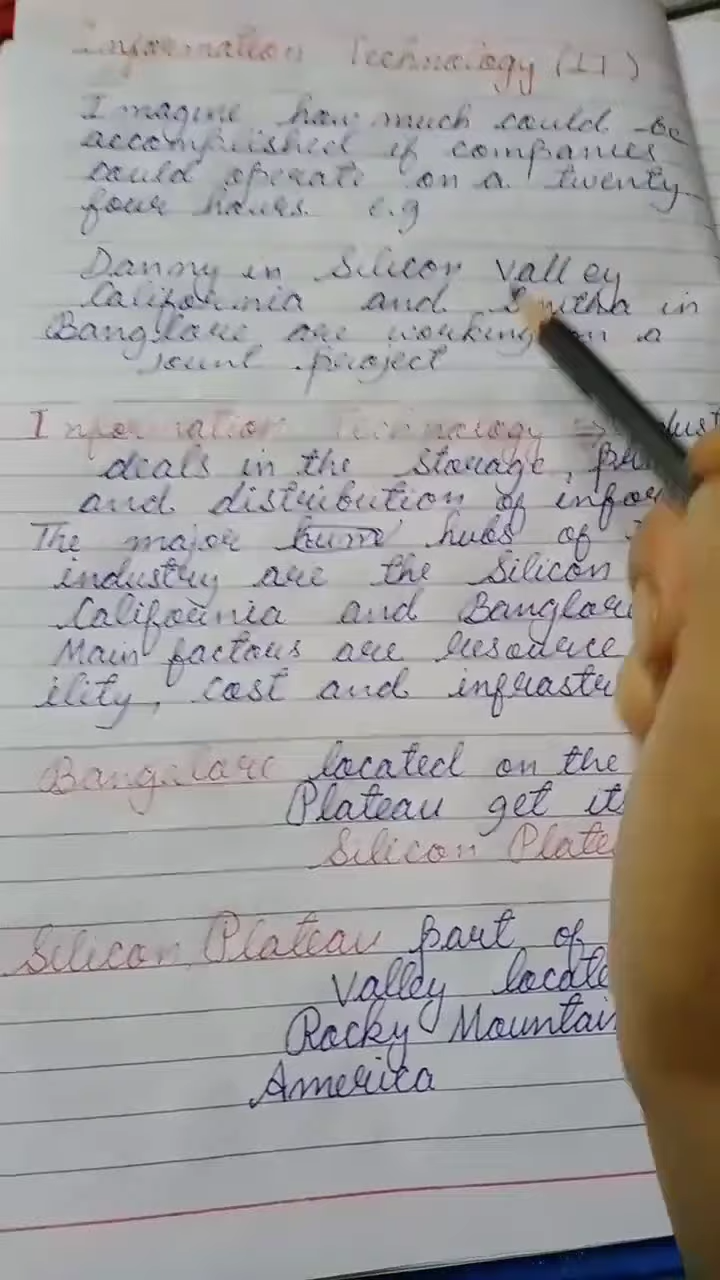 Information Technology (IT)
Imagine how much could be
accomplished if companies
could operate on a twenty
four hours. e.g
Danny in Silicon Valley
California and Smitha in
Banglore are working on a
joint project
Information Technology ⇒
deals in the storage,
and distribution of
The major hubs of
industry are the Silicon
California and Banglore
Main factors are resource
ility, cost and
Bangalore located on the
Plateau get
Silicon
Silicon Plateau part of
Valley
Rocky Mountain
America